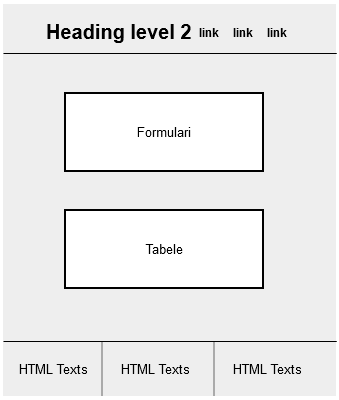 Heading level 2 link link link
Formulari
Tabele
HTML Texts HTML Texts HTML Texts